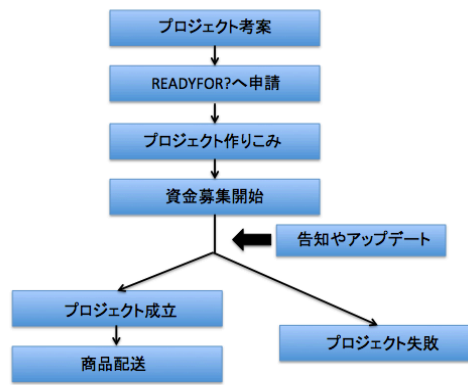 プロジェクト考案
READYFOR?へ申請
プロジェクト作りこみ
資金募集開始
告知やアップデート
プロジェクト成立
プロジェクト失敗
商品配送